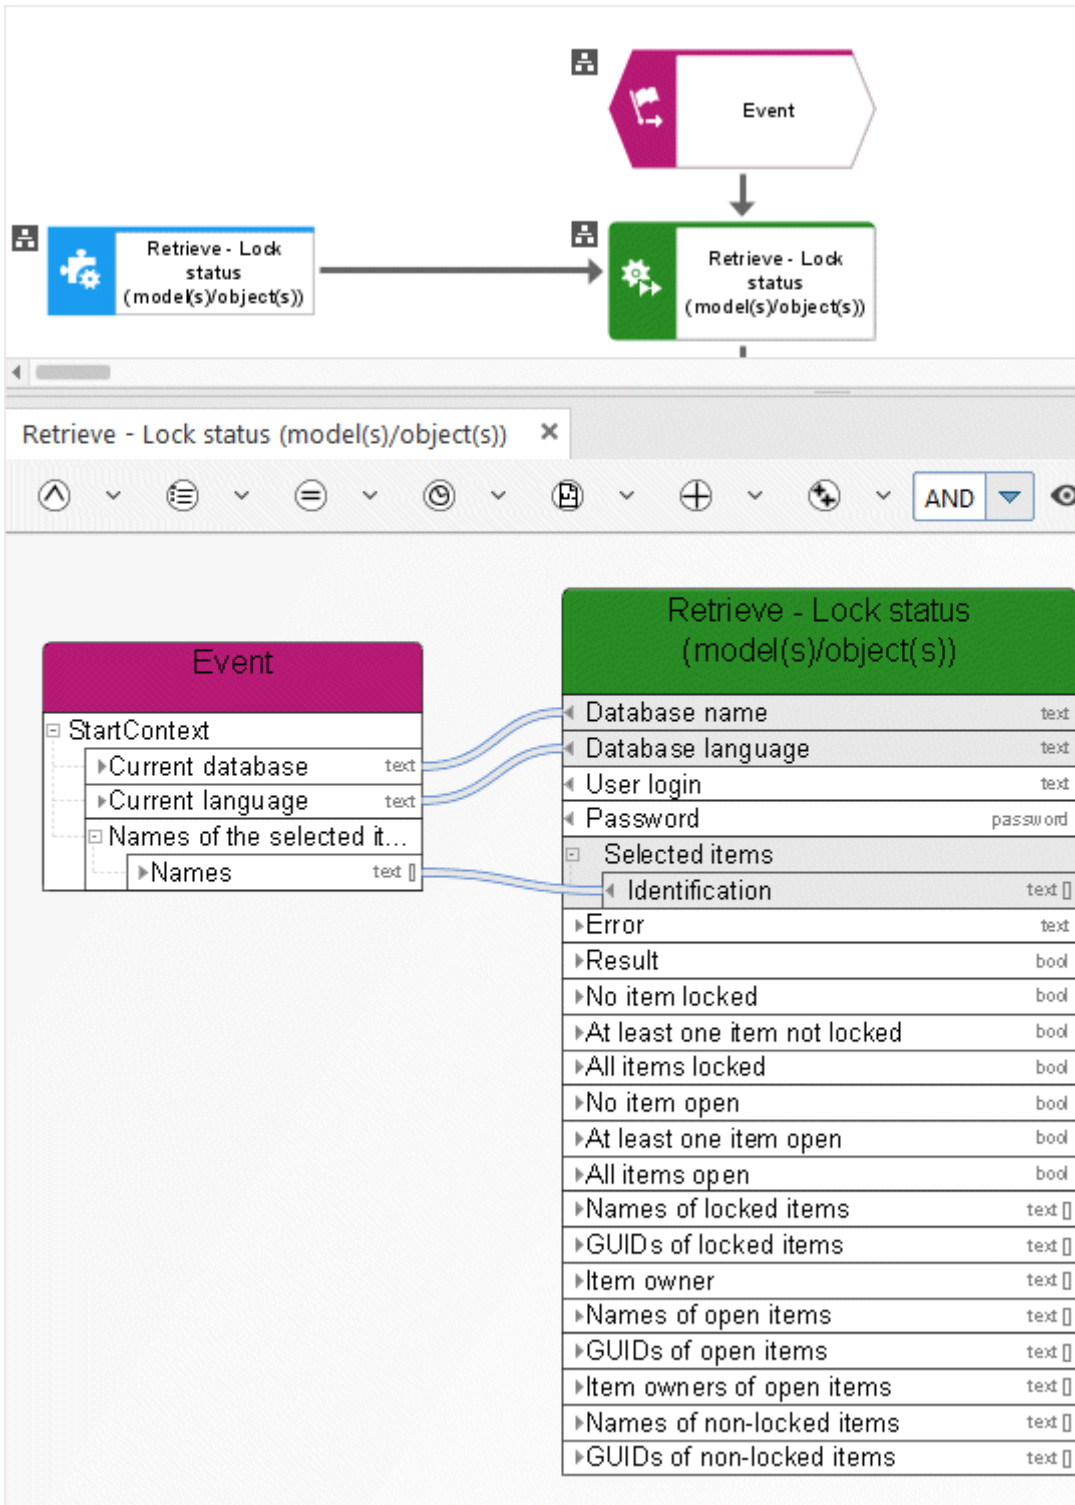 Event
Retrieve - Lock
status
(model(s)/object(s))
Retrieve - Lock
status
(model(s)/object(s))
Retrieve - Lock status (model(s)/object(s))
AND
Event
StartContext
Current database text
Current language text
Names of the selected it...
Names text []
Retrieve - Lock status
(model(s)/object(s))
Database name text
Database language text
User login text
Password password
Selected items
Identification text []
Error text
Result bool
No item locked bool
At least one item not locked bool
All items locked bool
No item open bool
At least one item open bool
All items open bool
Names of locked items text []
GUIDs of locked items text []
Item owner text []
Names of open items text []
GUIDs of open items text []
Item owners of open items text []
Names of non-locked items text []
GUIDs of non-locked items text []